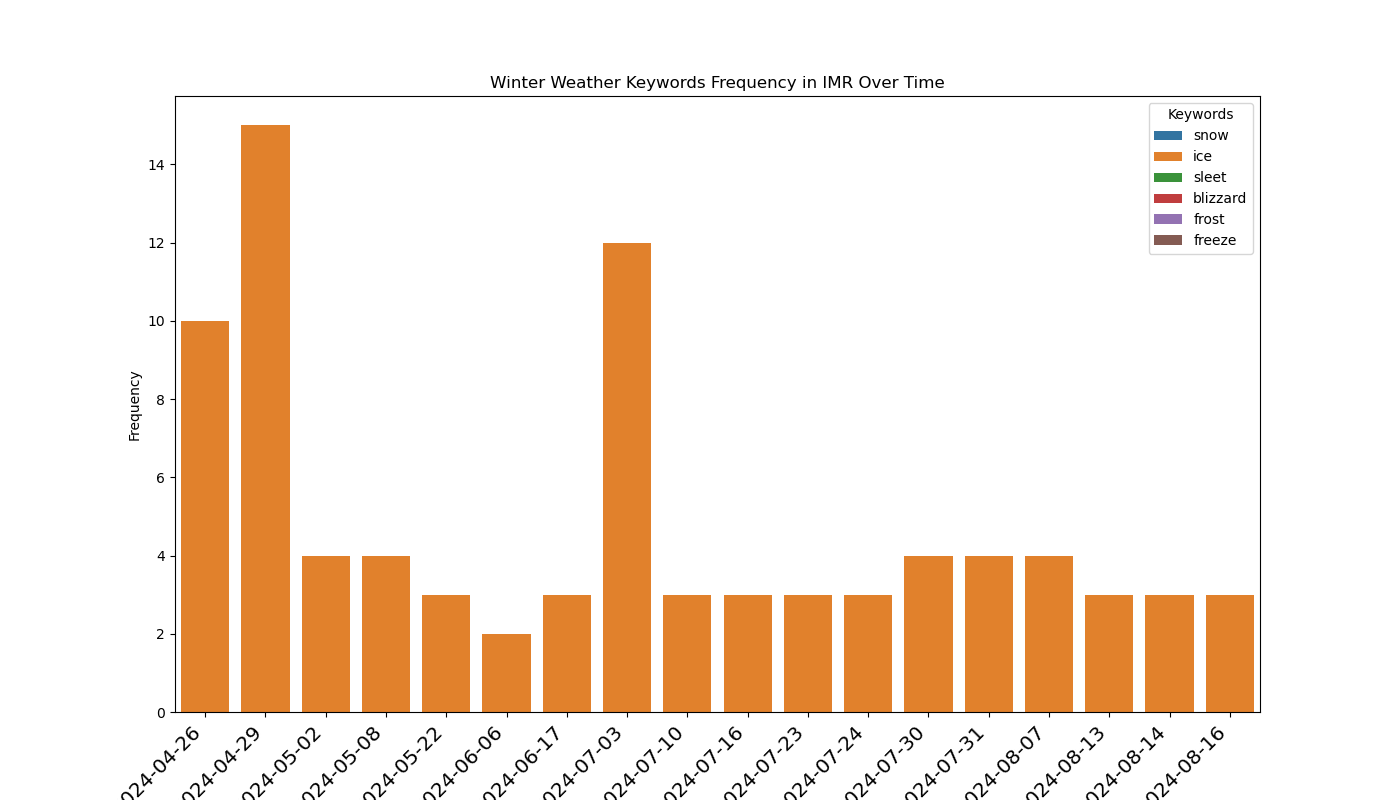 Winter Weather Keywords Frequency in IMR Over Time
Keywords
snow
ice
sleet
blizzard
frost
freeze
Frequency
14
12
10
8
6
4
2
0
024-04-26
024-04-29
024-05-02
024-05-08
024-05-22
024-06-06
024-06-17
024-07-03
024-07-10
024-07-16
024-07-23
024-07-24
024-07-30
024-07-31
024-08-07
024-08-13
024-08-14
024-08-16